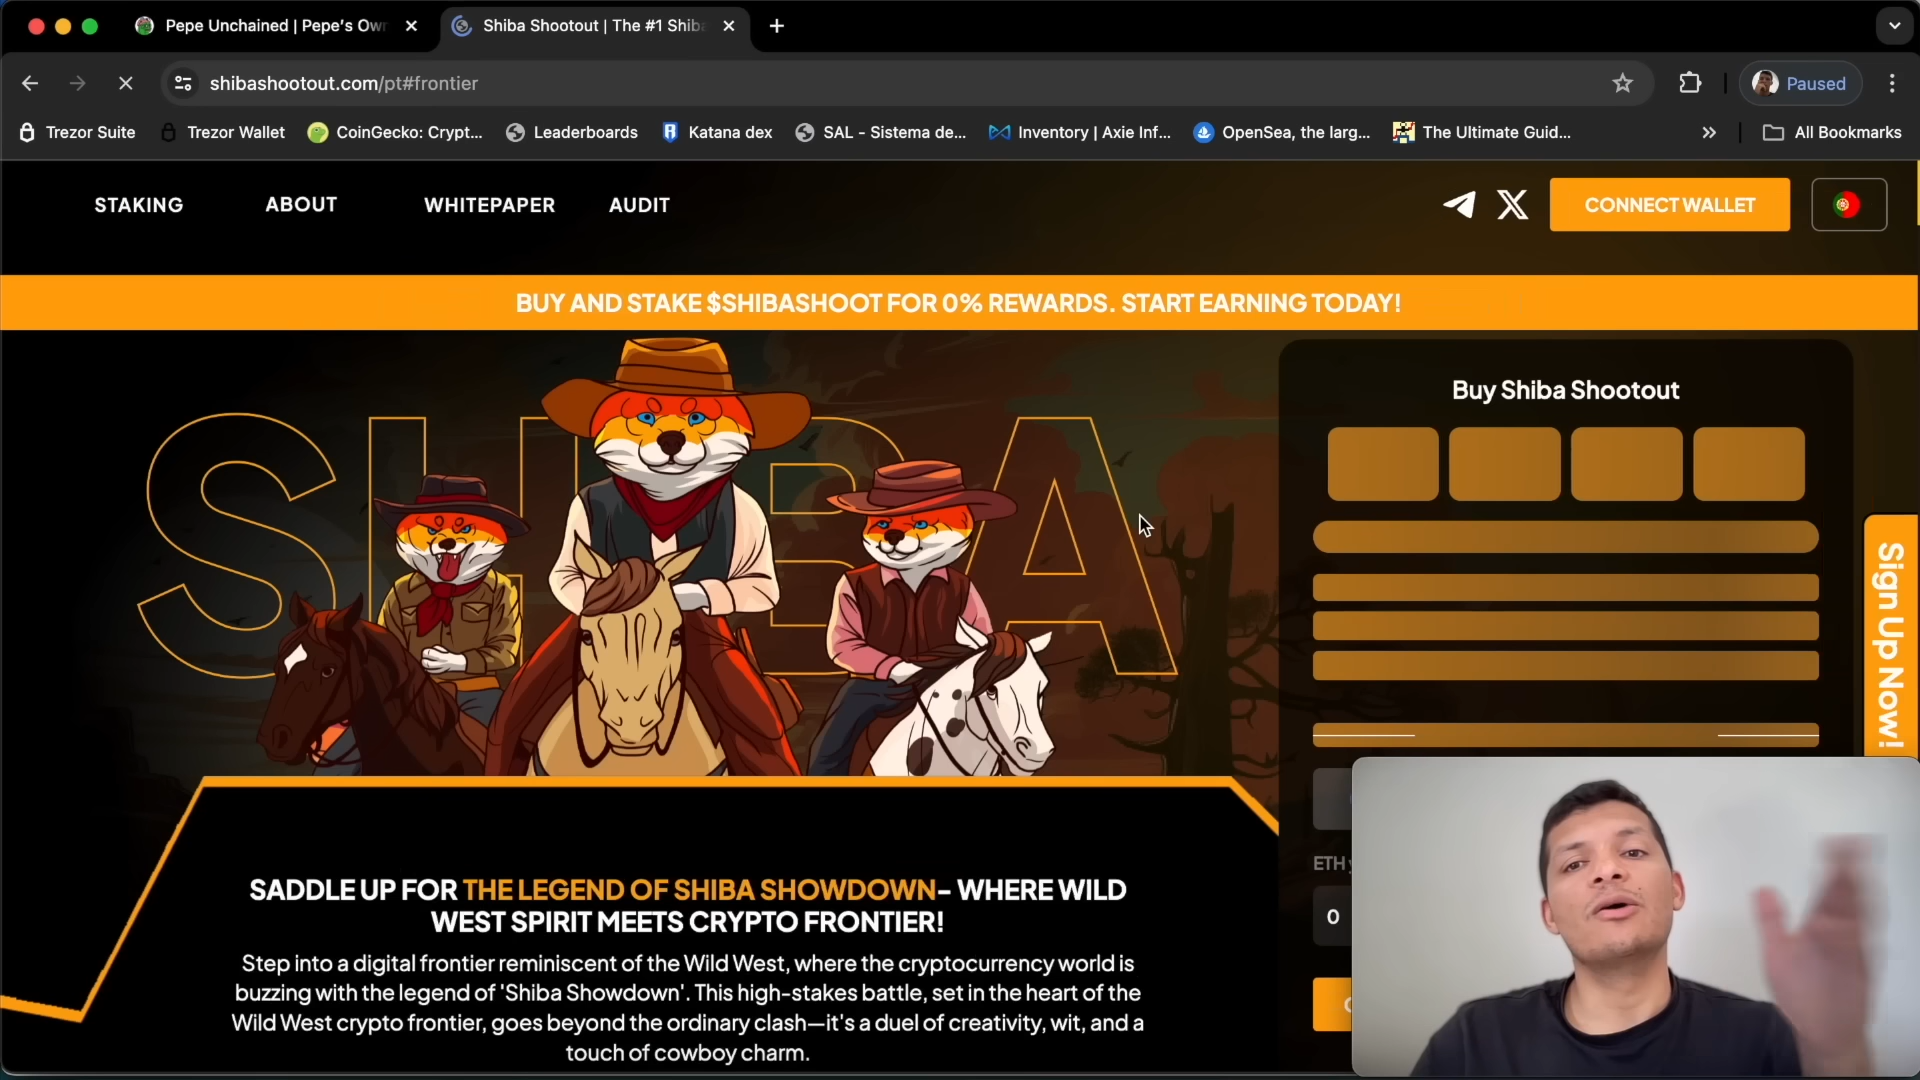 Pepe Unchained | Pepe's Ow
Shiba Shootout | The #1 Shiba
shibashootout.com/pt#frontier
Paused
Trezor Suite
Trezor Wallet
CoinGecko: Crypt...
Leaderboards
Katana dex
SAL - Sistema de...
Inventory | Axie Inf...
OpenSea, the larg...
The Ultimate Guid...
All Bookmarks
STAKING
ABOUT
WHITEPAPER
AUDIT
CONNECT WALLET
BUY AND STAKE $SHIBASHOOT FOR 0% REWARDS. START EARNING TODAY!
SHIBA
Buy Shiba Shootout
Sign Up Now!
ETH
0
SADDLE UP FOR THE LEGEND OF SHIBA SHOWDOWN– WHERE WILD
WEST SPIRIT MEETS CRYPTO FRONTIER!
Step into a digital frontier reminiscent of the Wild West, where the cryptocurrency world is
buzzing with the legend of 'Shiba Showdown'. This high-stakes battle, set in the heart of the
Wild West crypto frontier, goes beyond the ordinary clash—it's a duel of creativity, wit, and a
touch of cowboy charm.